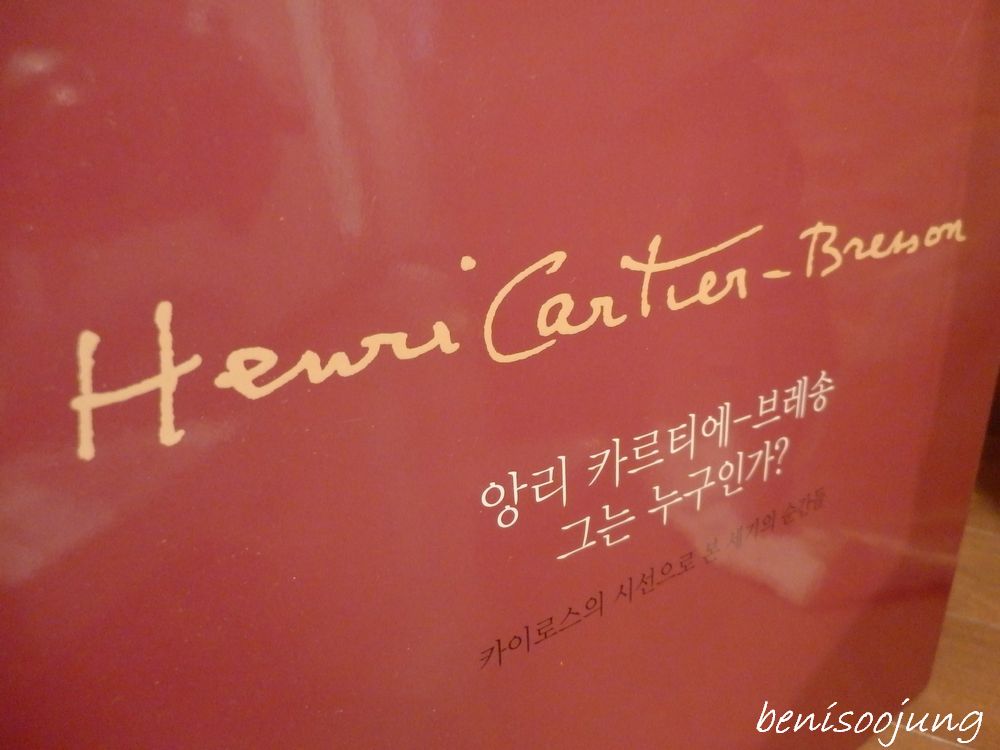 Henri Cartier-Bresson
앙리 카르티에-브레송
그는 누구인가?
카이로스의 시선으로 본 세기의 순간들
benisoojung